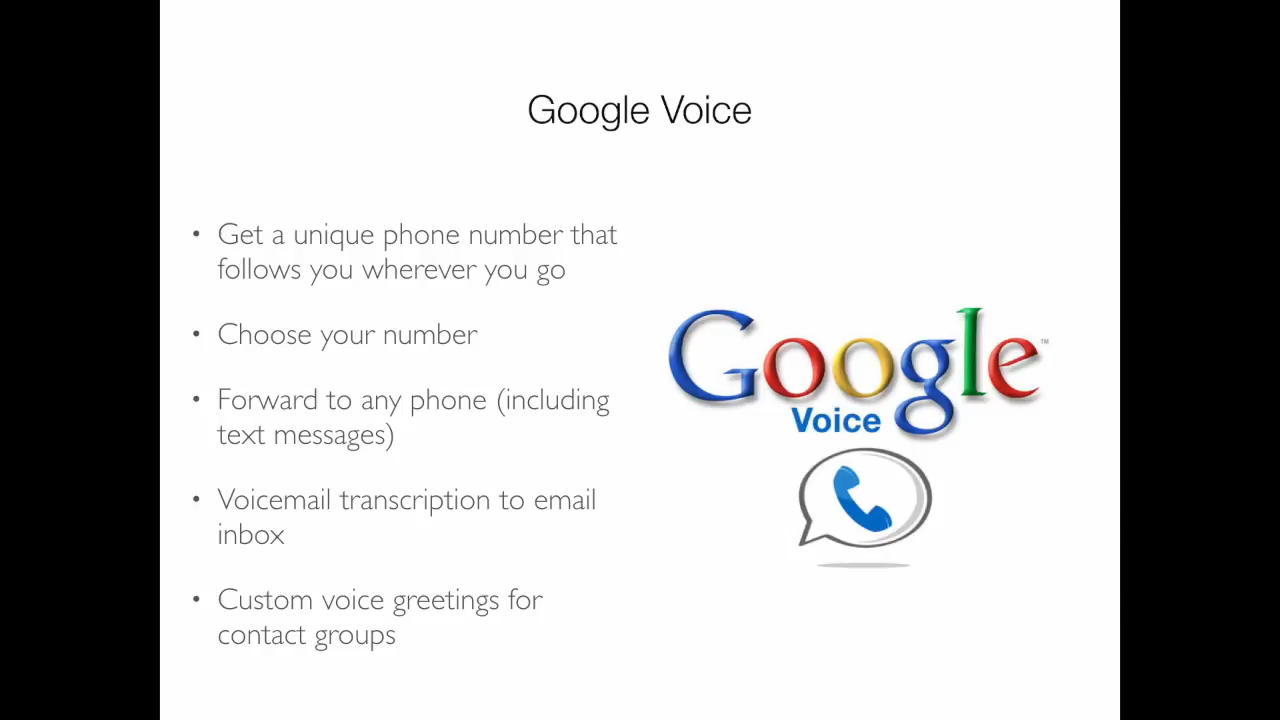 Google Voice
• Get a unique phone number that
follows you wherever you go
• Choose your number
• Forward to any phone (including
text messages)
• Voicemail transcription to email
inbox
• Custom voice greetings for
contact groups
Google™
Voice